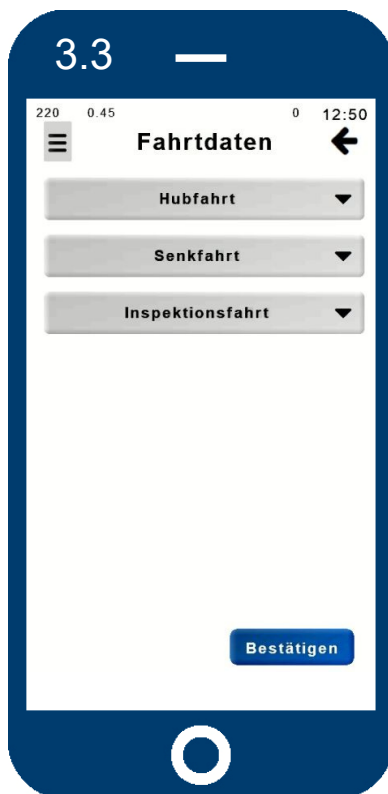 3.3
220 0.45 0 12:50
Fahrtdaten
Hubfahrt
Senkfahrt
Inspektionsfahrt
Bestätigen